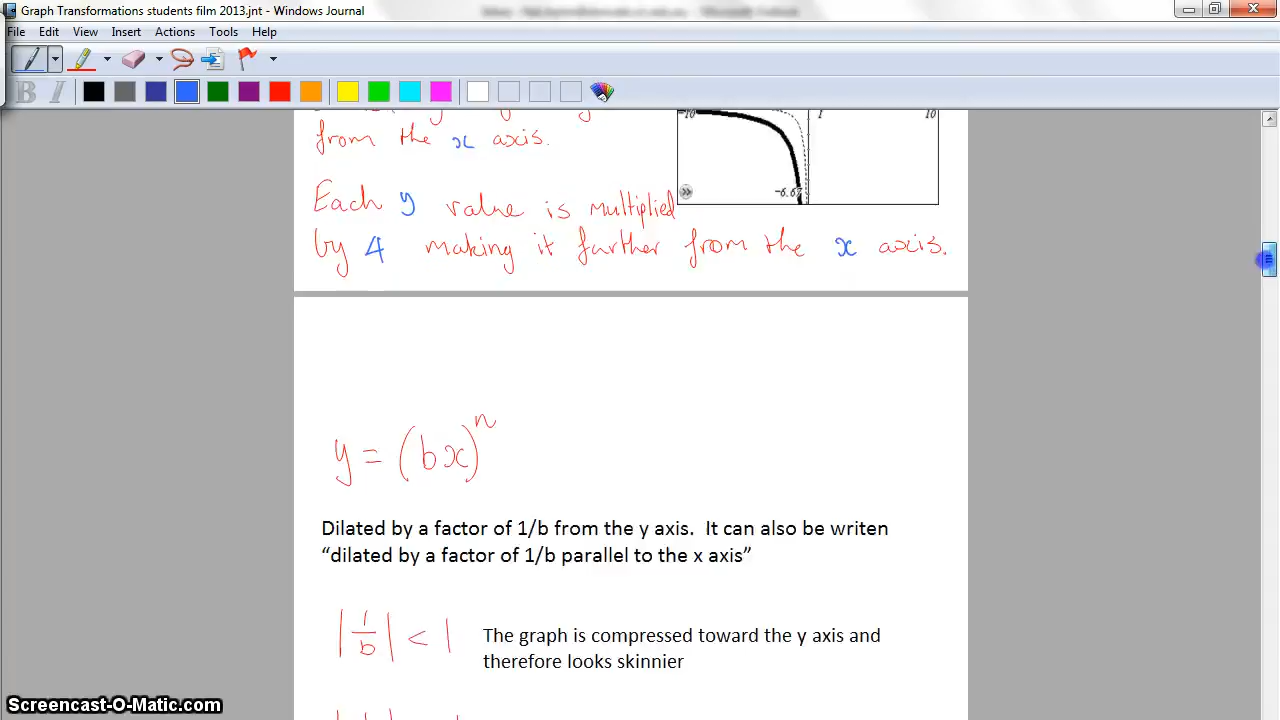 Graph Transformations students film 2013.jnt - Windows Journal
File Edit View Insert Actions Tools Help
B I
from the x axis.
-10 1 10
-6.67
Each y value is multiplied
by 4 making it further from the x axis.
y = (bx)^n
Dilated by a factor of 1/b from the y axis. It can also be writen
“dilated by a factor of 1/b parallel to the x axis”
|1/b| < 1 The graph is compressed toward the y axis and
therefore looks skinnier
Screencast-O-Matic.com